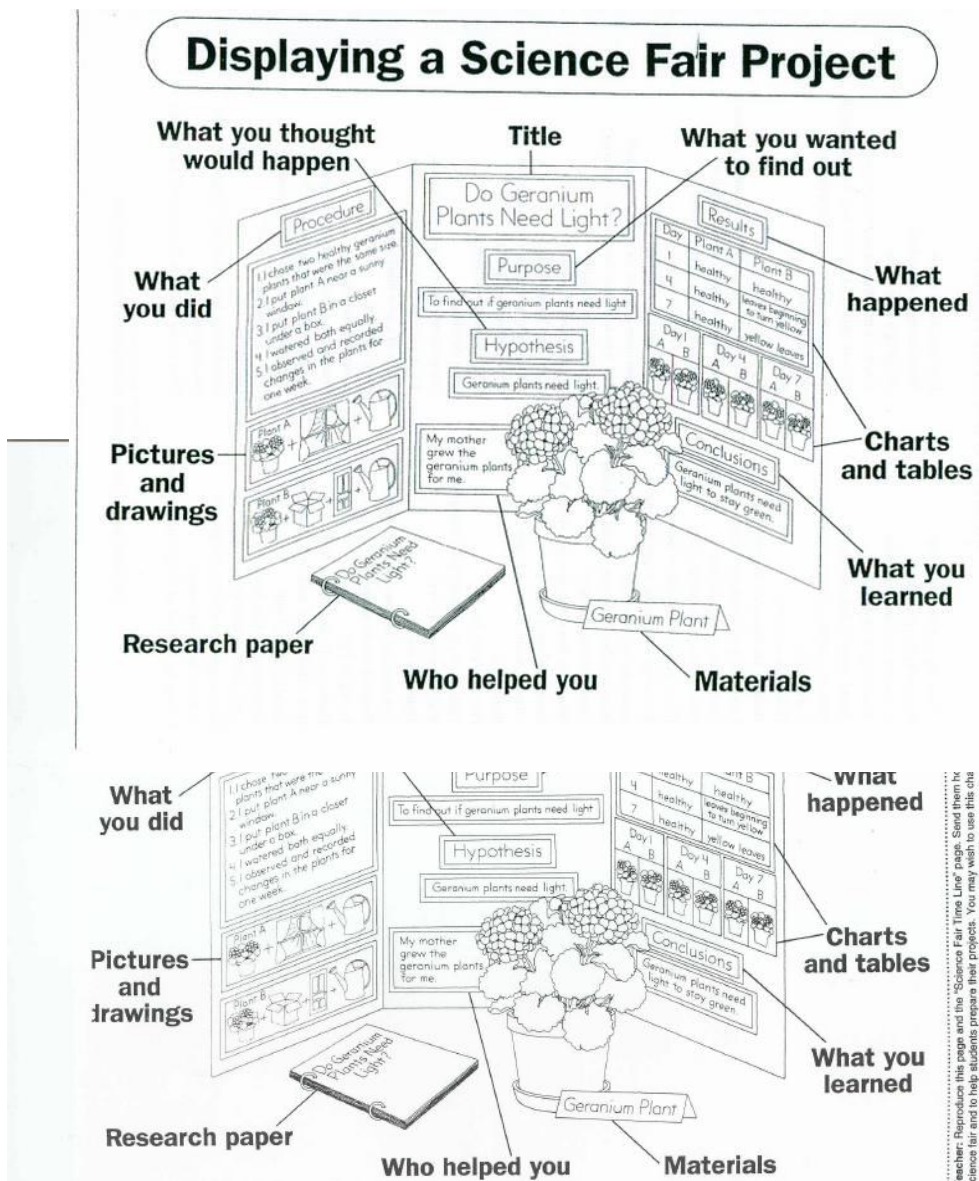 Displaying a Science Fair Project
What you thought
would happen
Title
What you wanted
to find out
Do Geranium
Plants Need Light?
Procedure
1. I chose two healthy geranium
plants that were the same size.
2. I put plant A near a sunny
window.
3. I put plant B in a closet
under a box.
4. I watered both equally.
5. I observed and recorded
changes in the plants for
one week.
What
you did
Purpose
To find out if geranium plants need light
Hypothesis
Geranium plants need light.
Results
Day Plant A Plant B
1 healthy healthy
4 healthy leaves beginning
to turn yellow
7 healthy yellow leaves
What
happened
Day 1 Day 4 Day 7
A B A B A B
Plant A
+ +
Plant B
+ + +
Pictures
and
drawings
My mother
grew the
geranium plants
for me.
Conclusions
Geranium plants need
light to stay green.
Charts
and tables
What you
learned
Do Geranium
Plants Need
Light?
Geranium Plant
Research paper
Who helped you
Materials
What
you did
1. I chose two
plants that were the
2. I put plant A near a sunny
window.
3. I put plant B in a closet
under a box.
4. I watered both equally.
5. I observed and recorded
changes in the plants for
one week.
Purpose
To find out if geranium plants need light
Hypothesis
Geranium plants need light.
healthy healthy
4 healthy leaves beginning
to turn yellow
7 healthy yellow leaves
What
happened
Day 1 Day 4 Day 7
A B A B A B
Plant A
+ +
Plant B
+ + +
Pictures
and
drawings
My mother
grew the
geranium plants
for me.
Conclusions
Geranium plants need
light to stay green.
Charts
and tables
What you
learned
Do Geranium
Plants Need
Light?
Geranium Plant
Research paper
Who helped you
Materials
eacher: Reproduce this page and the "Science Fair Time Line" page. Send them
cience fair and to help students prepare their projects. You may wish to use this